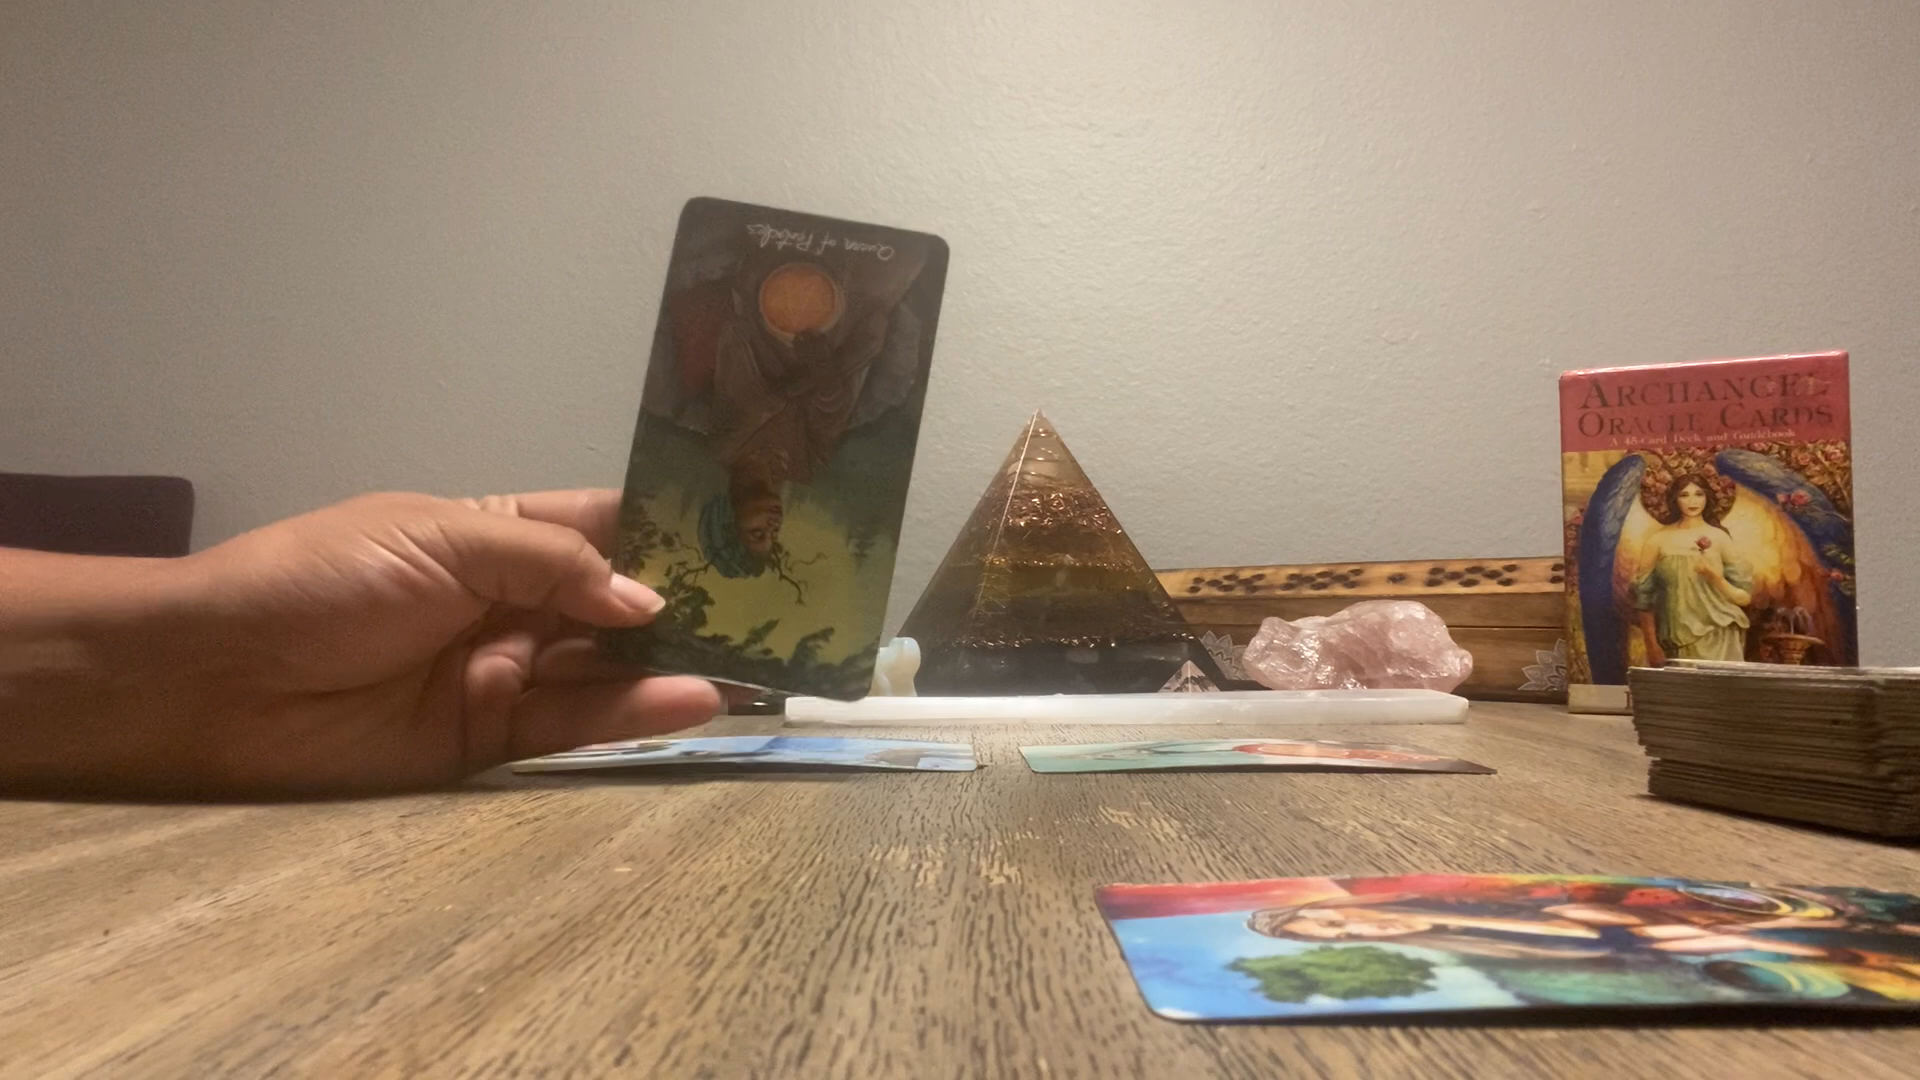 Queen of Pentacles
ARCHANGEL
ORACLE CARDS
A 45-Card Deck and Guidebook